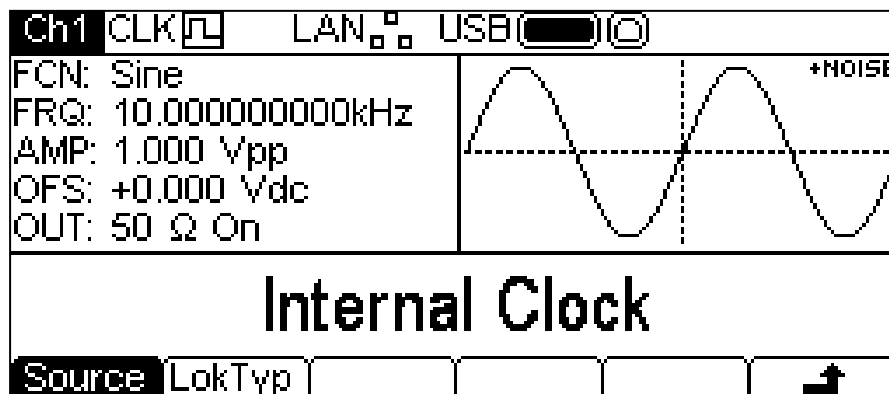 Ch1 CLK LAN USB
FCN: Sine
FRQ: 10.000000000kHz
AMP: 1.000 Vpp
OFS: +0.000 Vdc
OUT: 50 Ω On
+NOISE
Internal Clock
Source LokTyp